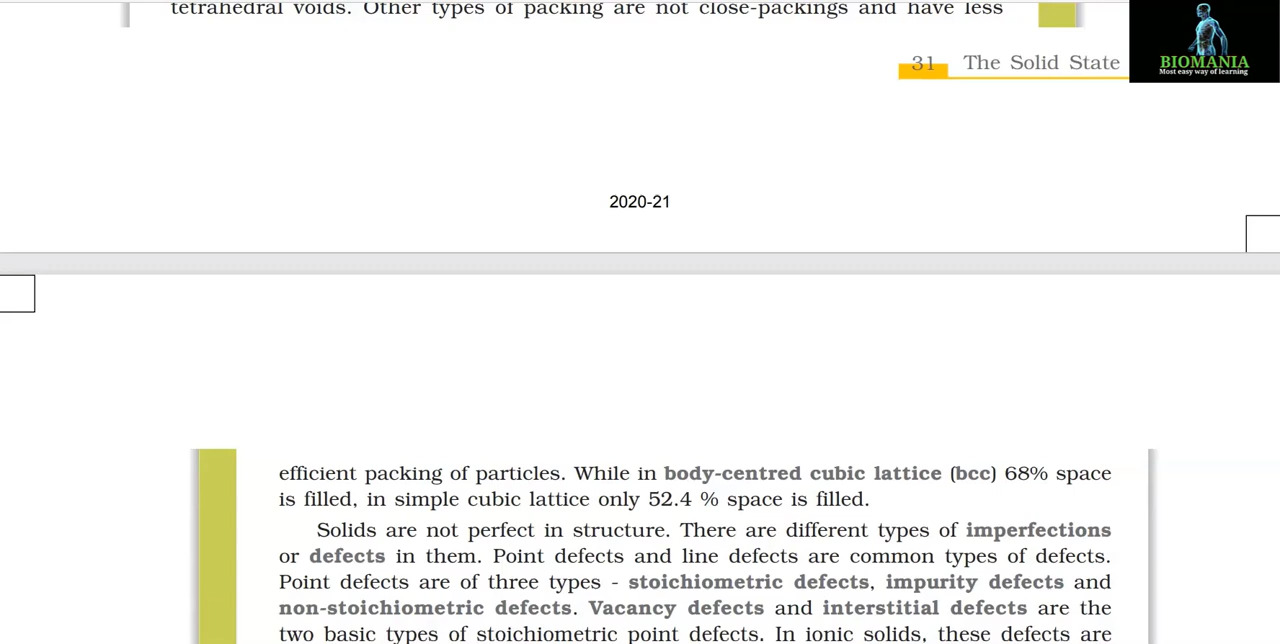 tetrahedral voids. Other types of packing are not close-packings and have less
31 The Solid State
BIOMANIA
Most easy way of learning
2020-21
efficient packing of particles. While in body-centred cubic lattice (bcc) 68% space
is filled, in simple cubic lattice only 52.4 % space is filled.
Solids are not perfect in structure. There are different types of imperfections
or defects in them. Point defects and line defects are common types of defects.
Point defects are of three types - stoichiometric defects, impurity defects and
non-stoichiometric defects. Vacancy defects and interstitial defects are the
two basic types of stoichiometric point defects. In ionic solids, these defects are